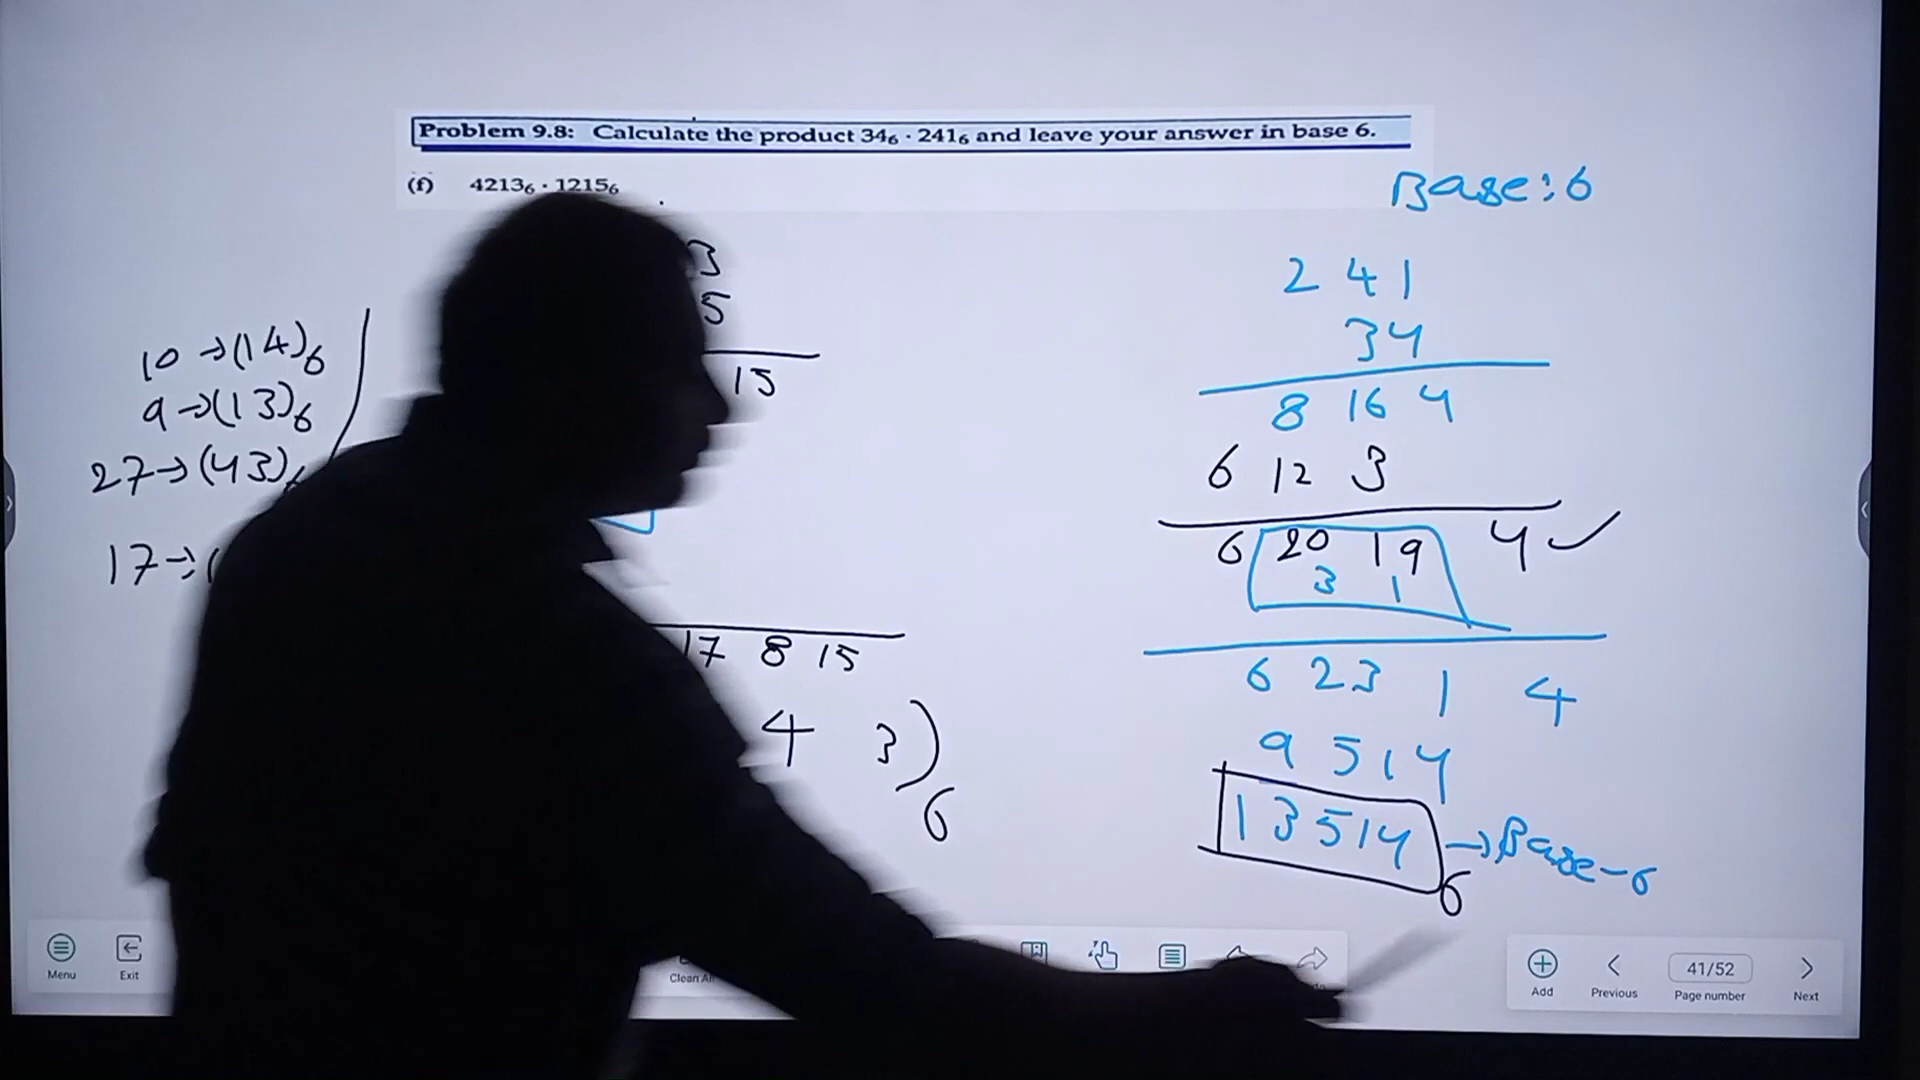 Problem 9.8: Calculate the product 34₆ · 241₆ and leave your answer in base 6.
(f) 4213₆ · 1215₆
Base: 6
3
5
15
10 → (14)₆
9 → (13)₆
27 → (43)₆
17 → (
17 8 15
4 3)₆
2 4 1
3 4
8 16 4
6 12 3
6 20 19 4 ✓
3 1
6 23 1 4
9 5 1 4
1 3 5 1 4 ₆ → Base-6
Menu
Exit
Add
Previous
41/52
Page number
Next